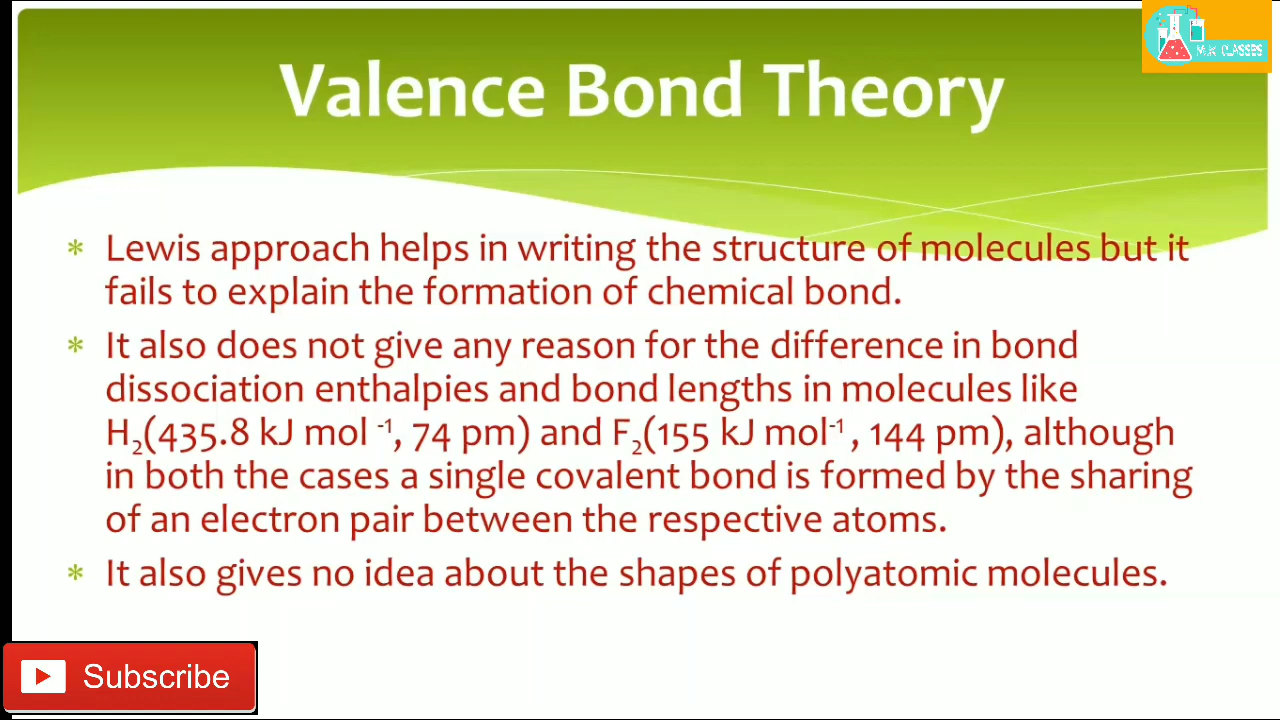 M.K CLASSES
Valence Bond Theory
* Lewis approach helps in writing the structure of molecules but it
fails to explain the formation of chemical bond.
* It also does not give any reason for the difference in bond
dissociation enthalpies and bond lengths in molecules like
H₂(435.8 kJ mol ⁻¹, 74 pm) and F₂(155 kJ mol⁻¹ , 144 pm), although
in both the cases a single covalent bond is formed by the sharing
of an electron pair between the respective atoms.
* It also gives no idea about the shapes of polyatomic molecules.
Subscribe